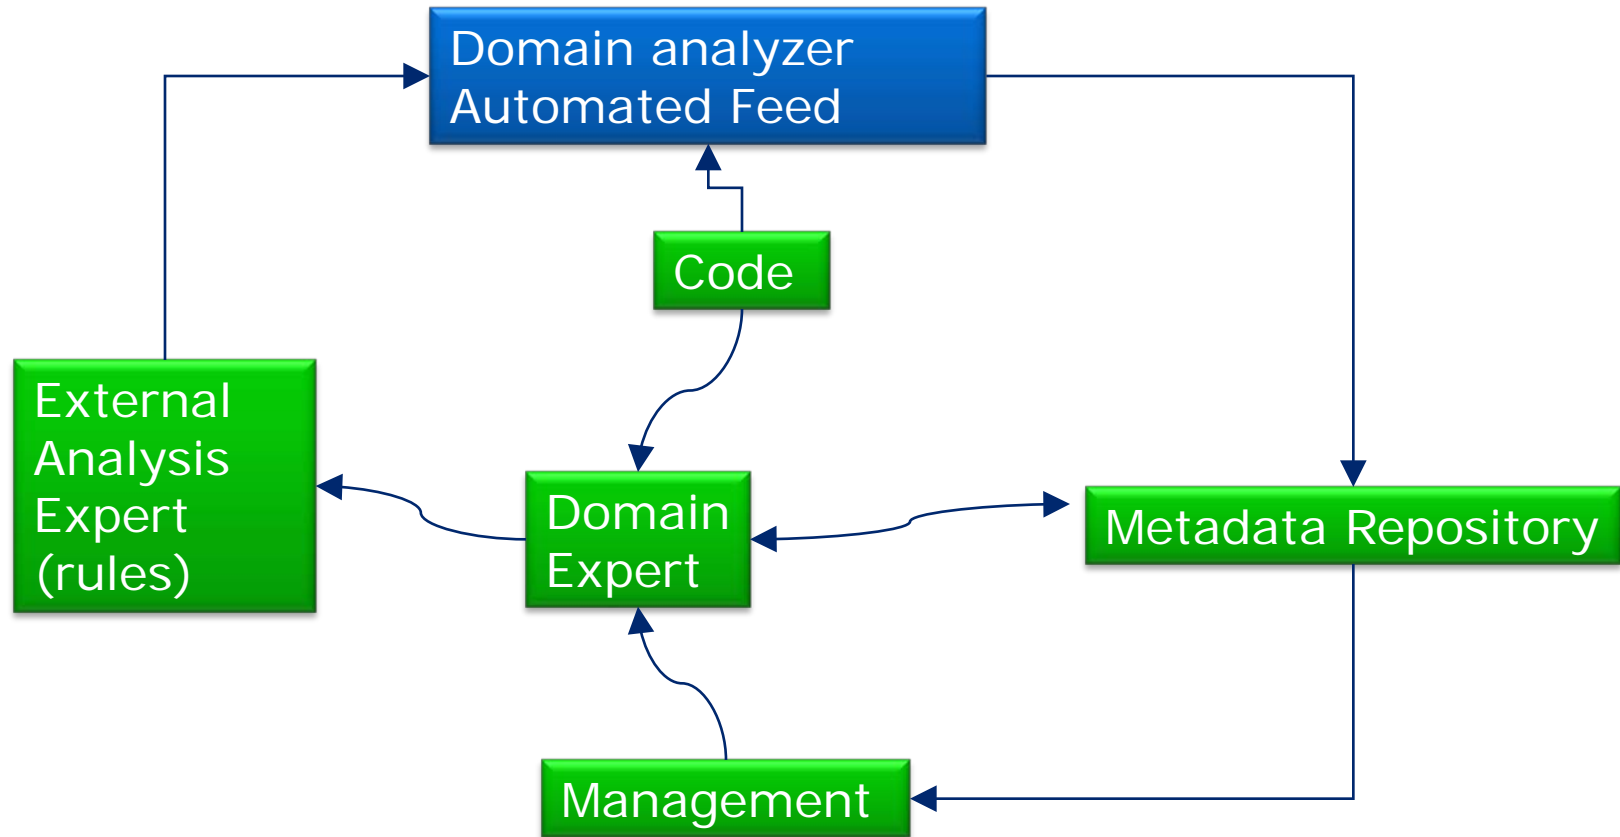 Domain analyzer
Automated Feed
Code
External
Analysis
Expert
(rules)
Domain
Expert
Metadata Repository
Management